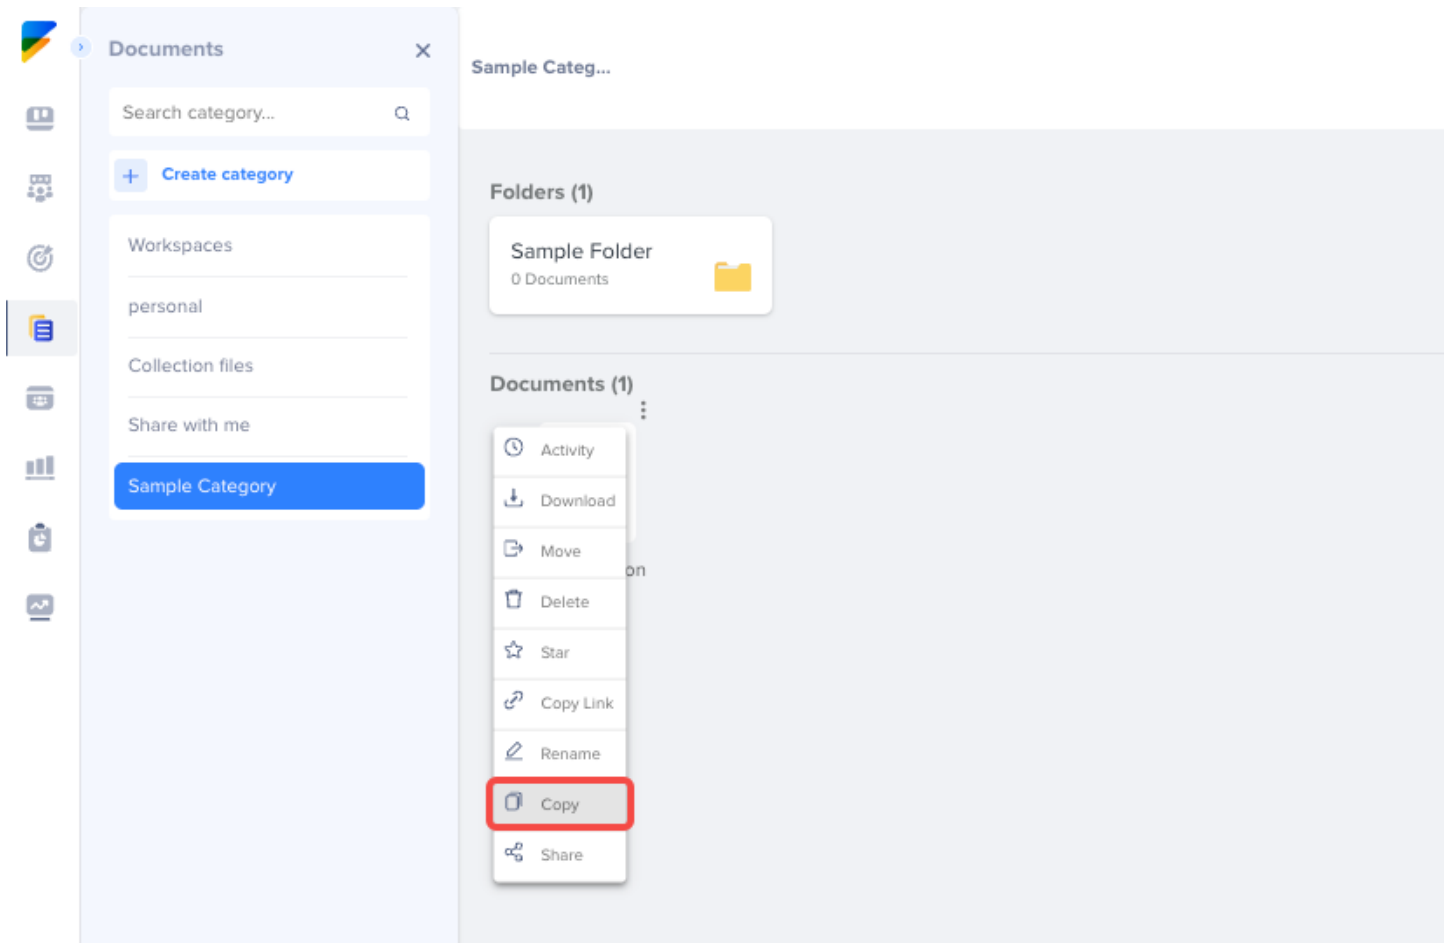 Documents
Search category...
Create category
Workspaces
personal
Collection files
Share with me
Sample Category
Sample Categ...
Folders (1)
Sample Folder
0 Documents
Documents (1)
Activity
Download
Move
on
Delete
Star
Copy Link
Rename
Copy
Share